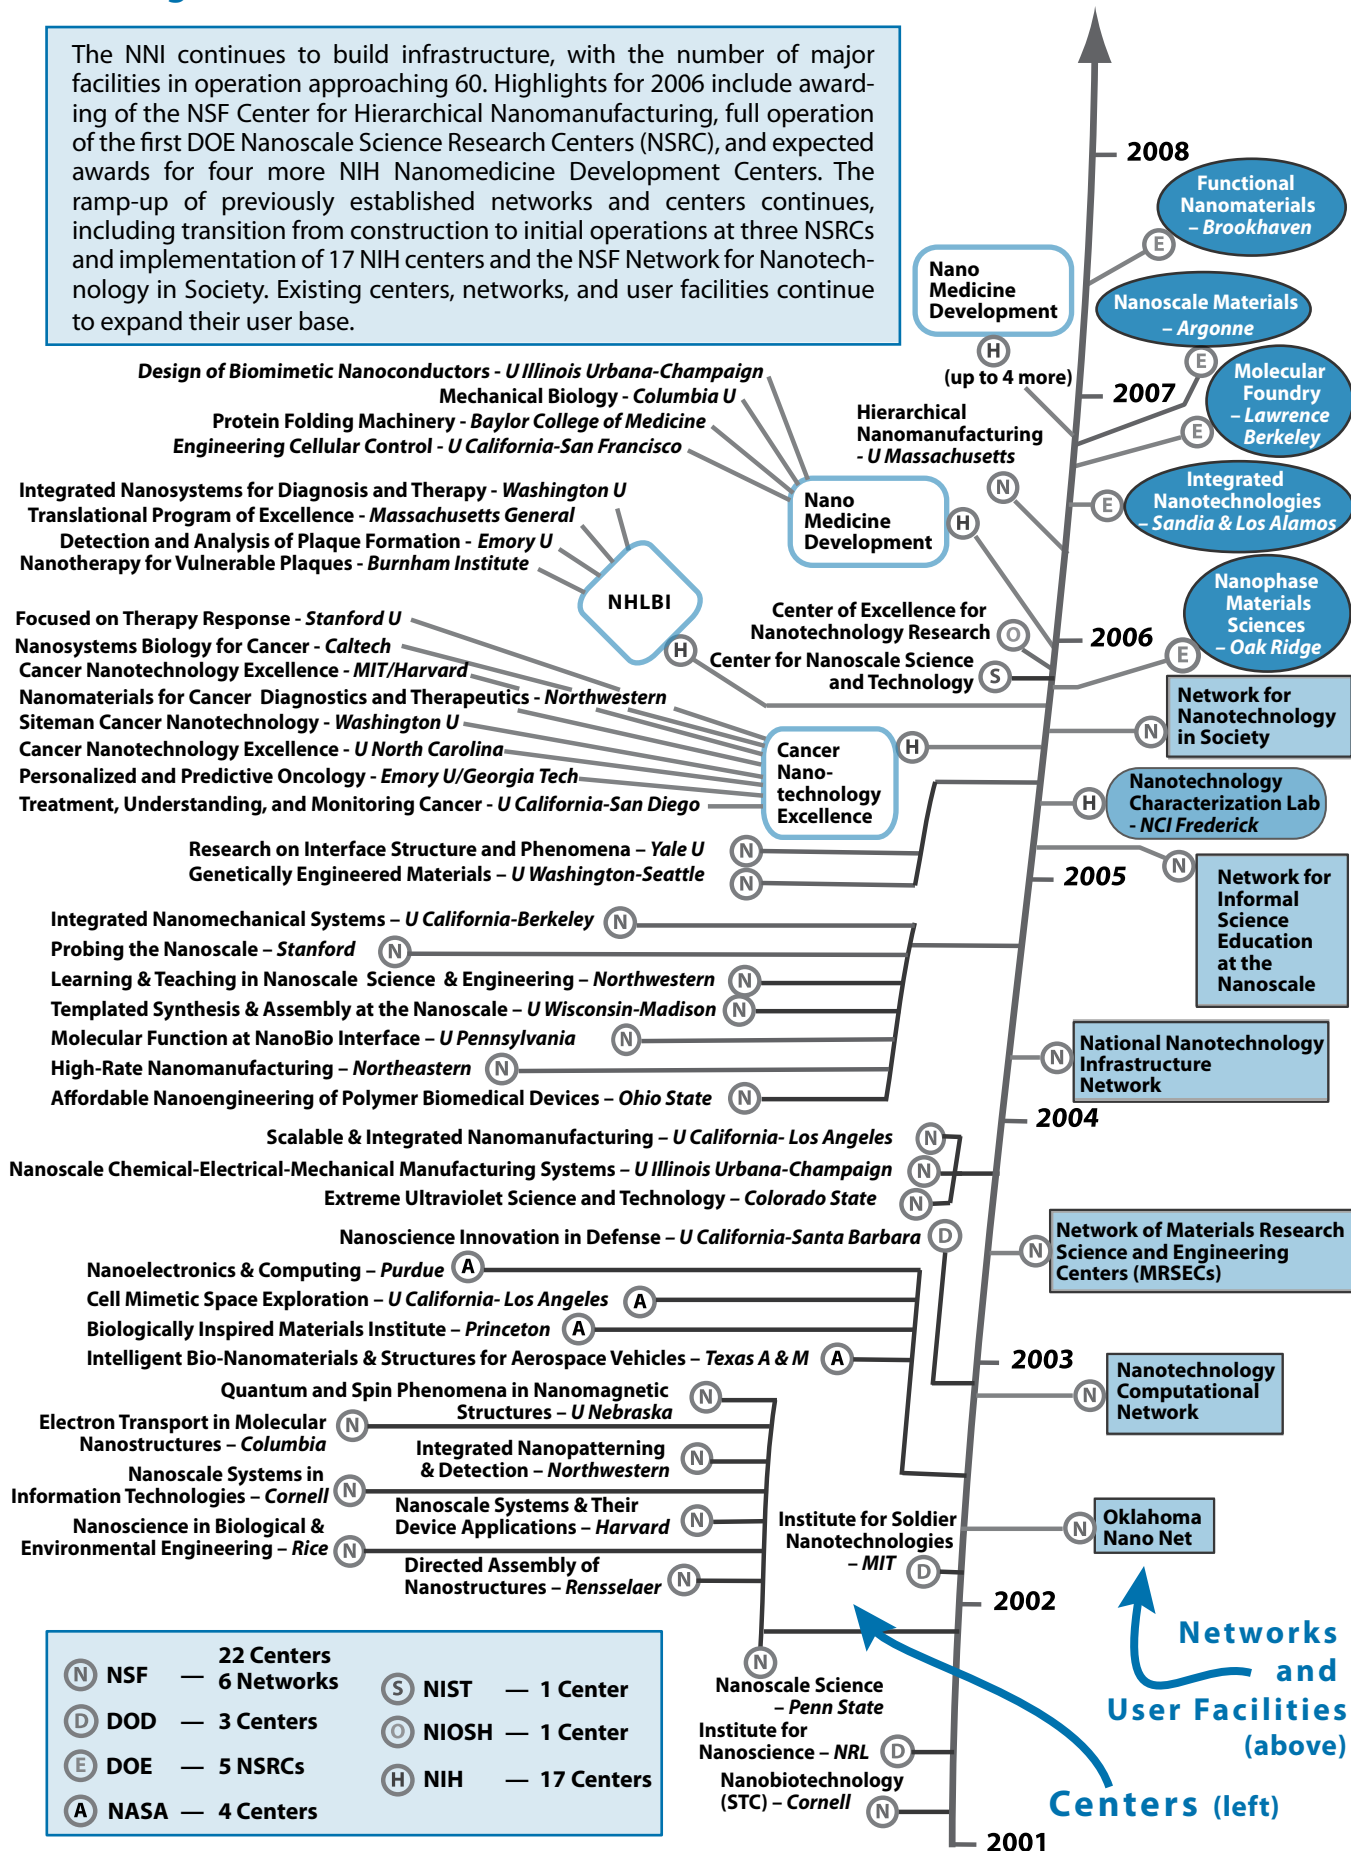 The NNI continues to build infrastructure, with the number of major
facilities in operation approaching 60. Highlights for 2006 include award-
ing of the NSF Center for Hierarchical Nanomanufacturing, full operation
of the first DOE Nanoscale Science Research Centers (NSRC), and expected
awards for four more NIH Nanomedicine Development Centers. The
ramp-up of previously established networks and centers continues,
including transition from construction to initial operations at three NSRCs
and implementation of 17 NIH centers and the NSF Network for Nanotech-
nology in Society. Existing centers, networks, and user facilities continue
to expand their user base.
2008
Functional
Nanomaterials
– Brookhaven
E
Nano
Medicine
Development
H
(up to 4 more)
Nanoscale Materials
– Argonne
E
2007
Molecular
Foundry
– Lawrence
Berkeley
E
Design of Biomimetic Nanoconductors - U Illinois Urbana-Champaign
Mechanical Biology - Columbia U
Protein Folding Machinery - Baylor College of Medicine
Engineering Cellular Control - U California-San Francisco
Nano
Medicine
Development
H
Hierarchical
Nanomanufacturing
- U Massachusetts
N
Integrated
Nanotechnologies
– Sandia & Los Alamos
E
Integrated Nanosystems for Diagnosis and Therapy - Washington U
Translational Program of Excellence - Massachusetts General
Detection and Analysis of Plaque Formation - Emory U
Nanotherapy for Vulnerable Plaques - Burnham Institute
NHLBI
H
Nanophase
Materials
Sciences
– Oak Ridge
E
2006
Center of Excellence for
Nanotechnology Research
O
Center for Nanoscale Science
and Technology
S
Focused on Therapy Response - Stanford U
Nanosystems Biology for Cancer - Caltech
Cancer Nanotechnology Excellence - MIT/Harvard
Nanomaterials for Cancer Diagnostics and Therapeutics - Northwestern
Siteman Cancer Nanotechnology - Washington U
Cancer Nanotechnology Excellence - U North Carolina
Personalized and Predictive Oncology - Emory U/Georgia Tech
Treatment, Understanding, and Monitoring Cancer - U California-San Diego
Cancer
Nano-
technology
Excellence
H
Network for
Nanotechnology
in Society
N
Nanotechnology
Characterization Lab
- NCI Frederick
H
Research on Interface Structure and Phenomena – Yale U
N
Genetically Engineered Materials – U Washington-Seattle
N
2005
Network for
Informal
Science
Education
at the
Nanoscale
N
Integrated Nanomechanical Systems – U California-Berkeley
N
Probing the Nanoscale – Stanford
N
Learning & Teaching in Nanoscale Science & Engineering – Northwestern
N
Templated Synthesis & Assembly at the Nanoscale – U Wisconsin-Madison
N
Molecular Function at NanoBio Interface – U Pennsylvania
N
High-Rate Nanomanufacturing – Northeastern
N
Affordable Nanoengineering of Polymer Biomedical Devices – Ohio State
N
National Nanotechnology
Infrastructure
Network
N
2004
Scalable & Integrated Nanomanufacturing – U California- Los Angeles
N
Nanoscale Chemical-Electrical-Mechanical Manufacturing Systems – U Illinois Urbana-Champaign
N
Extreme Ultraviolet Science and Technology – Colorado State
N
Nanoscience Innovation in Defense – U California-Santa Barbara
D
Network of Materials Research
Science and Engineering
Centers (MRSECs)
N
Nanoelectronics & Computing – Purdue
A
Cell Mimetic Space Exploration – U California- Los Angeles
A
Biologically Inspired Materials Institute – Princeton
A
Intelligent Bio-Nanomaterials & Structures for Aerospace Vehicles – Texas A & M
A
2003
Nanotechnology
Computational
Network
N
Quantum and Spin Phenomena in Nanomagnetic
Structures – U Nebraska
N
Electron Transport in Molecular
Nanostructures – Columbia
N
Integrated Nanopatterning
& Detection – Northwestern
N
Nanoscale Systems in
Information Technologies – Cornell
N
Nanoscale Systems & Their
Device Applications – Harvard
N
Nanoscience in Biological &
Environmental Engineering – Rice
N
Directed Assembly of
Nanostructures – Rensselaer
N
Institute for Soldier
Nanotechnologies
– MIT
D
Oklahoma
Nano Net
N
2002
Networks
and
User Facilities
(above)
N
Nanoscale Science
– Penn State
Institute for
Nanoscience – NRL
D
Nanobiotechnology
(STC) – Cornell
N
Centers (left)
2001
N NSF — 22 Centers
6 Networks
D DOD — 3 Centers
E DOE — 5 NSRCs
A NASA — 4 Centers
S NIST — 1 Center
O NIOSH — 1 Center
H NIH — 17 Centers